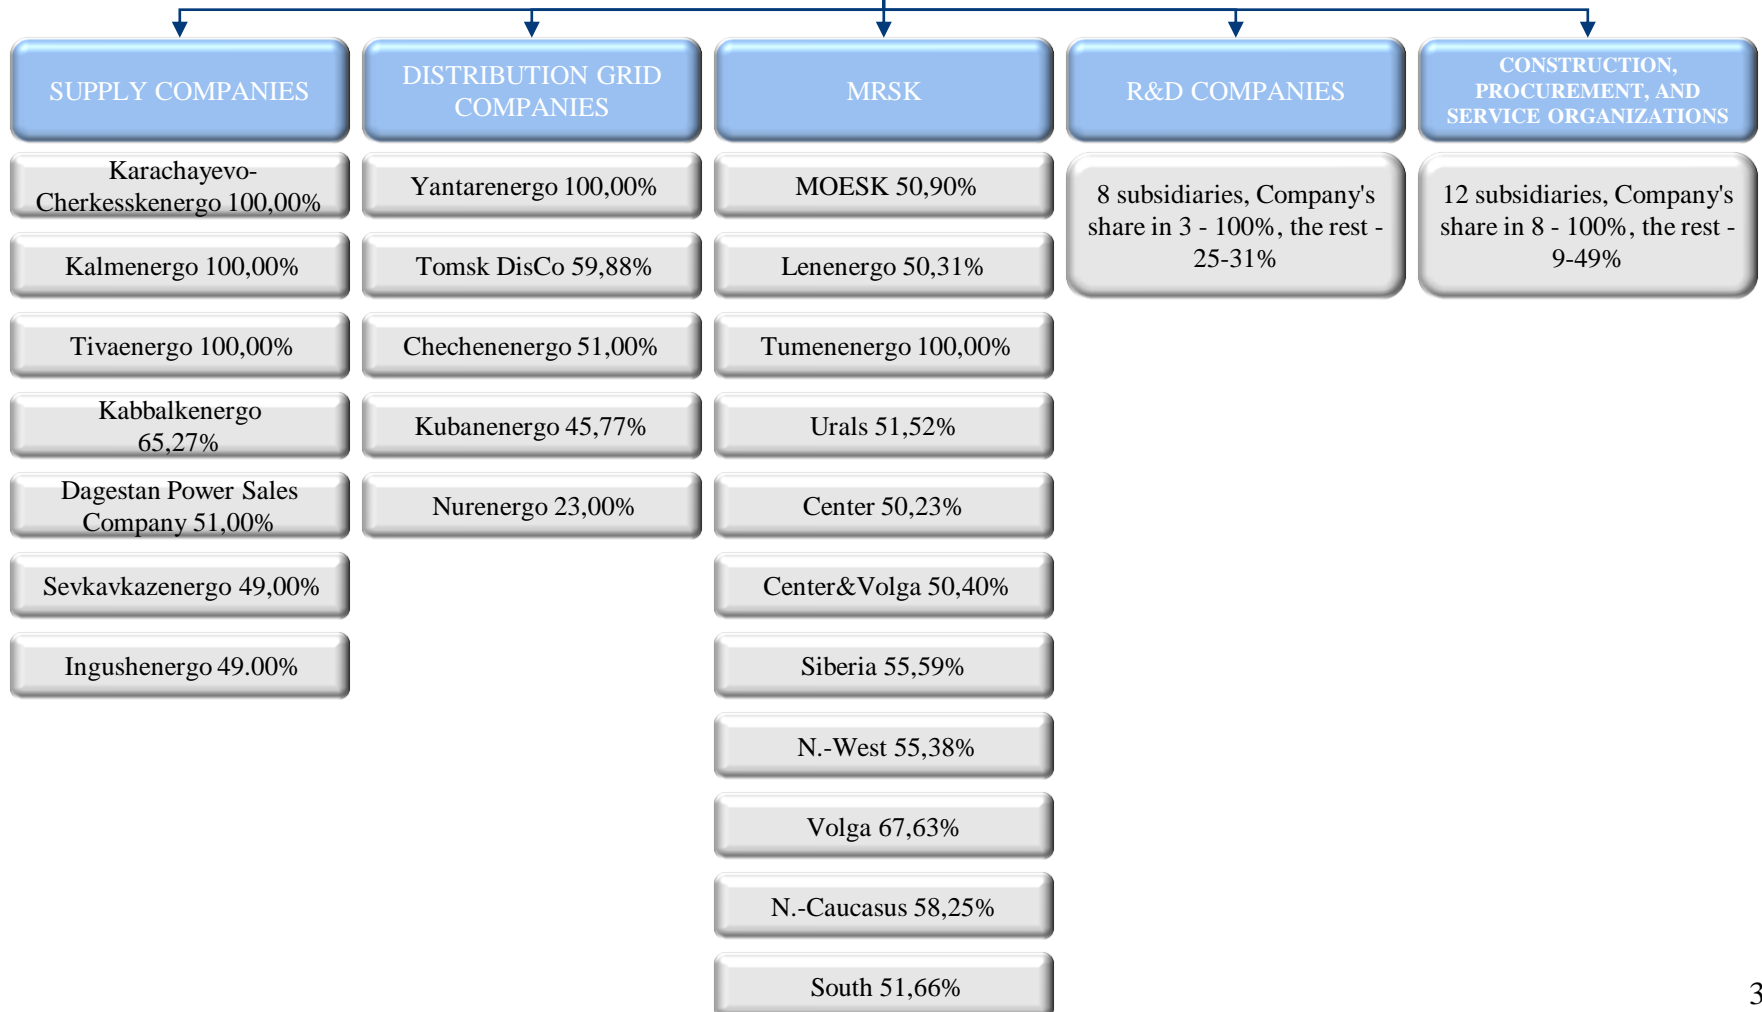 SUPPLY COMPANIES
Karachayevo-
Cherkesskenergo 100,00%
Kalmenergo 100,00%
Tivaenergo 100,00%
Kabbalkenergo
65,27%
Dagestan Power Sales
Company 51,00%
Sevkavkazenergo 49,00%
Ingushenergo 49.00%
DISTRIBUTION GRID
COMPANIES
Yantarenergo 100,00%
Tomsk DisCo 59,88%
Chechenenergo 51,00%
Kubanenergo 45,77%
Nurenergo 23,00%
MRSK
MOESK 50,90%
Lenenergo 50,31%
Tumenenergo 100,00%
Urals 51,52%
Center 50,23%
Center&Volga 50,40%
Siberia 55,59%
N.-West 55,38%
Volga 67,63%
N.-Caucasus 58,25%
South 51,66%
R&D COMPANIES
8 subsidiaries, Company's
share in 3 - 100%, the rest -
25-31%
CONSTRUCTION,
PROCUREMENT, AND
SERVICE ORGANIZATIONS
12 subsidiaries, Company's
share in 8 - 100%, the rest -
9-49%
3